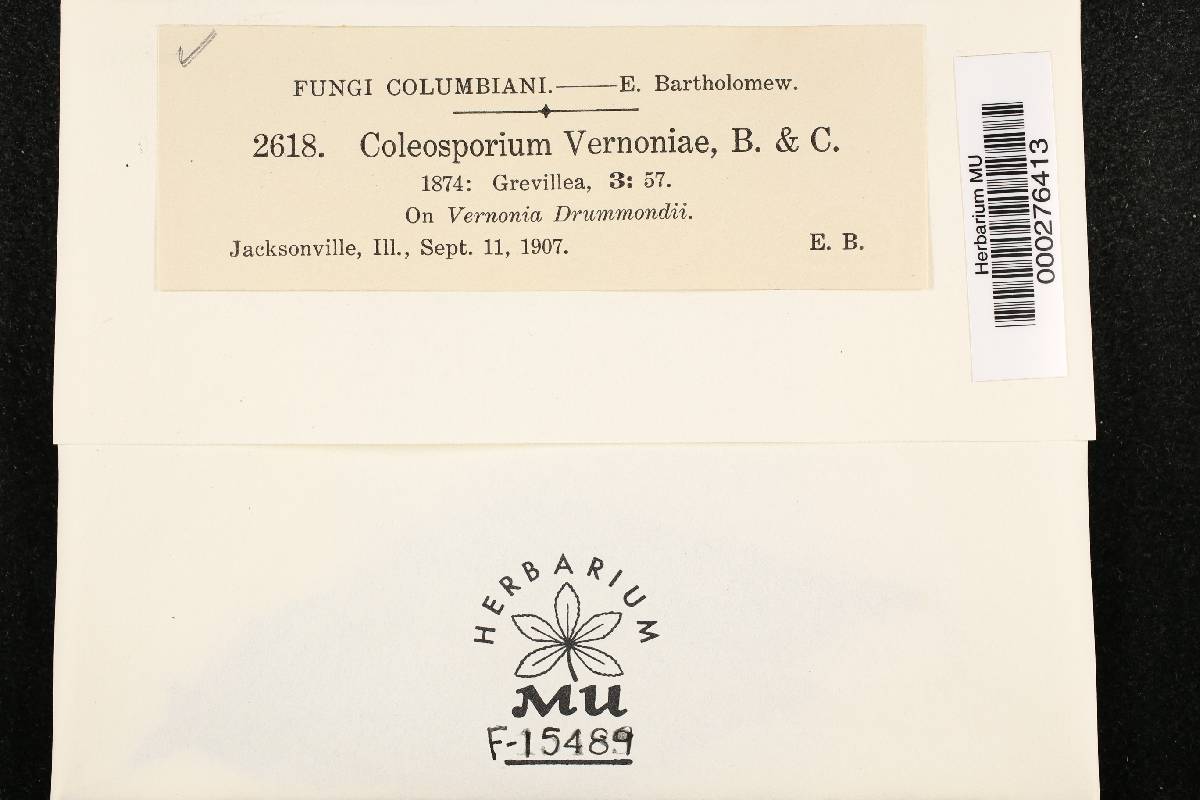 FUNGI COLUMBIANI.——E. Bartholomew.
2618. Coleosporium Vernoniae, B. & C.
1874: Grevillea, 3: 57.
On Vernonia Drummondii.
Jacksonville, Ill., Sept. 11, 1907. E. B.
Herbarium MU
000276413
HERBARIUM
MU
F-15489